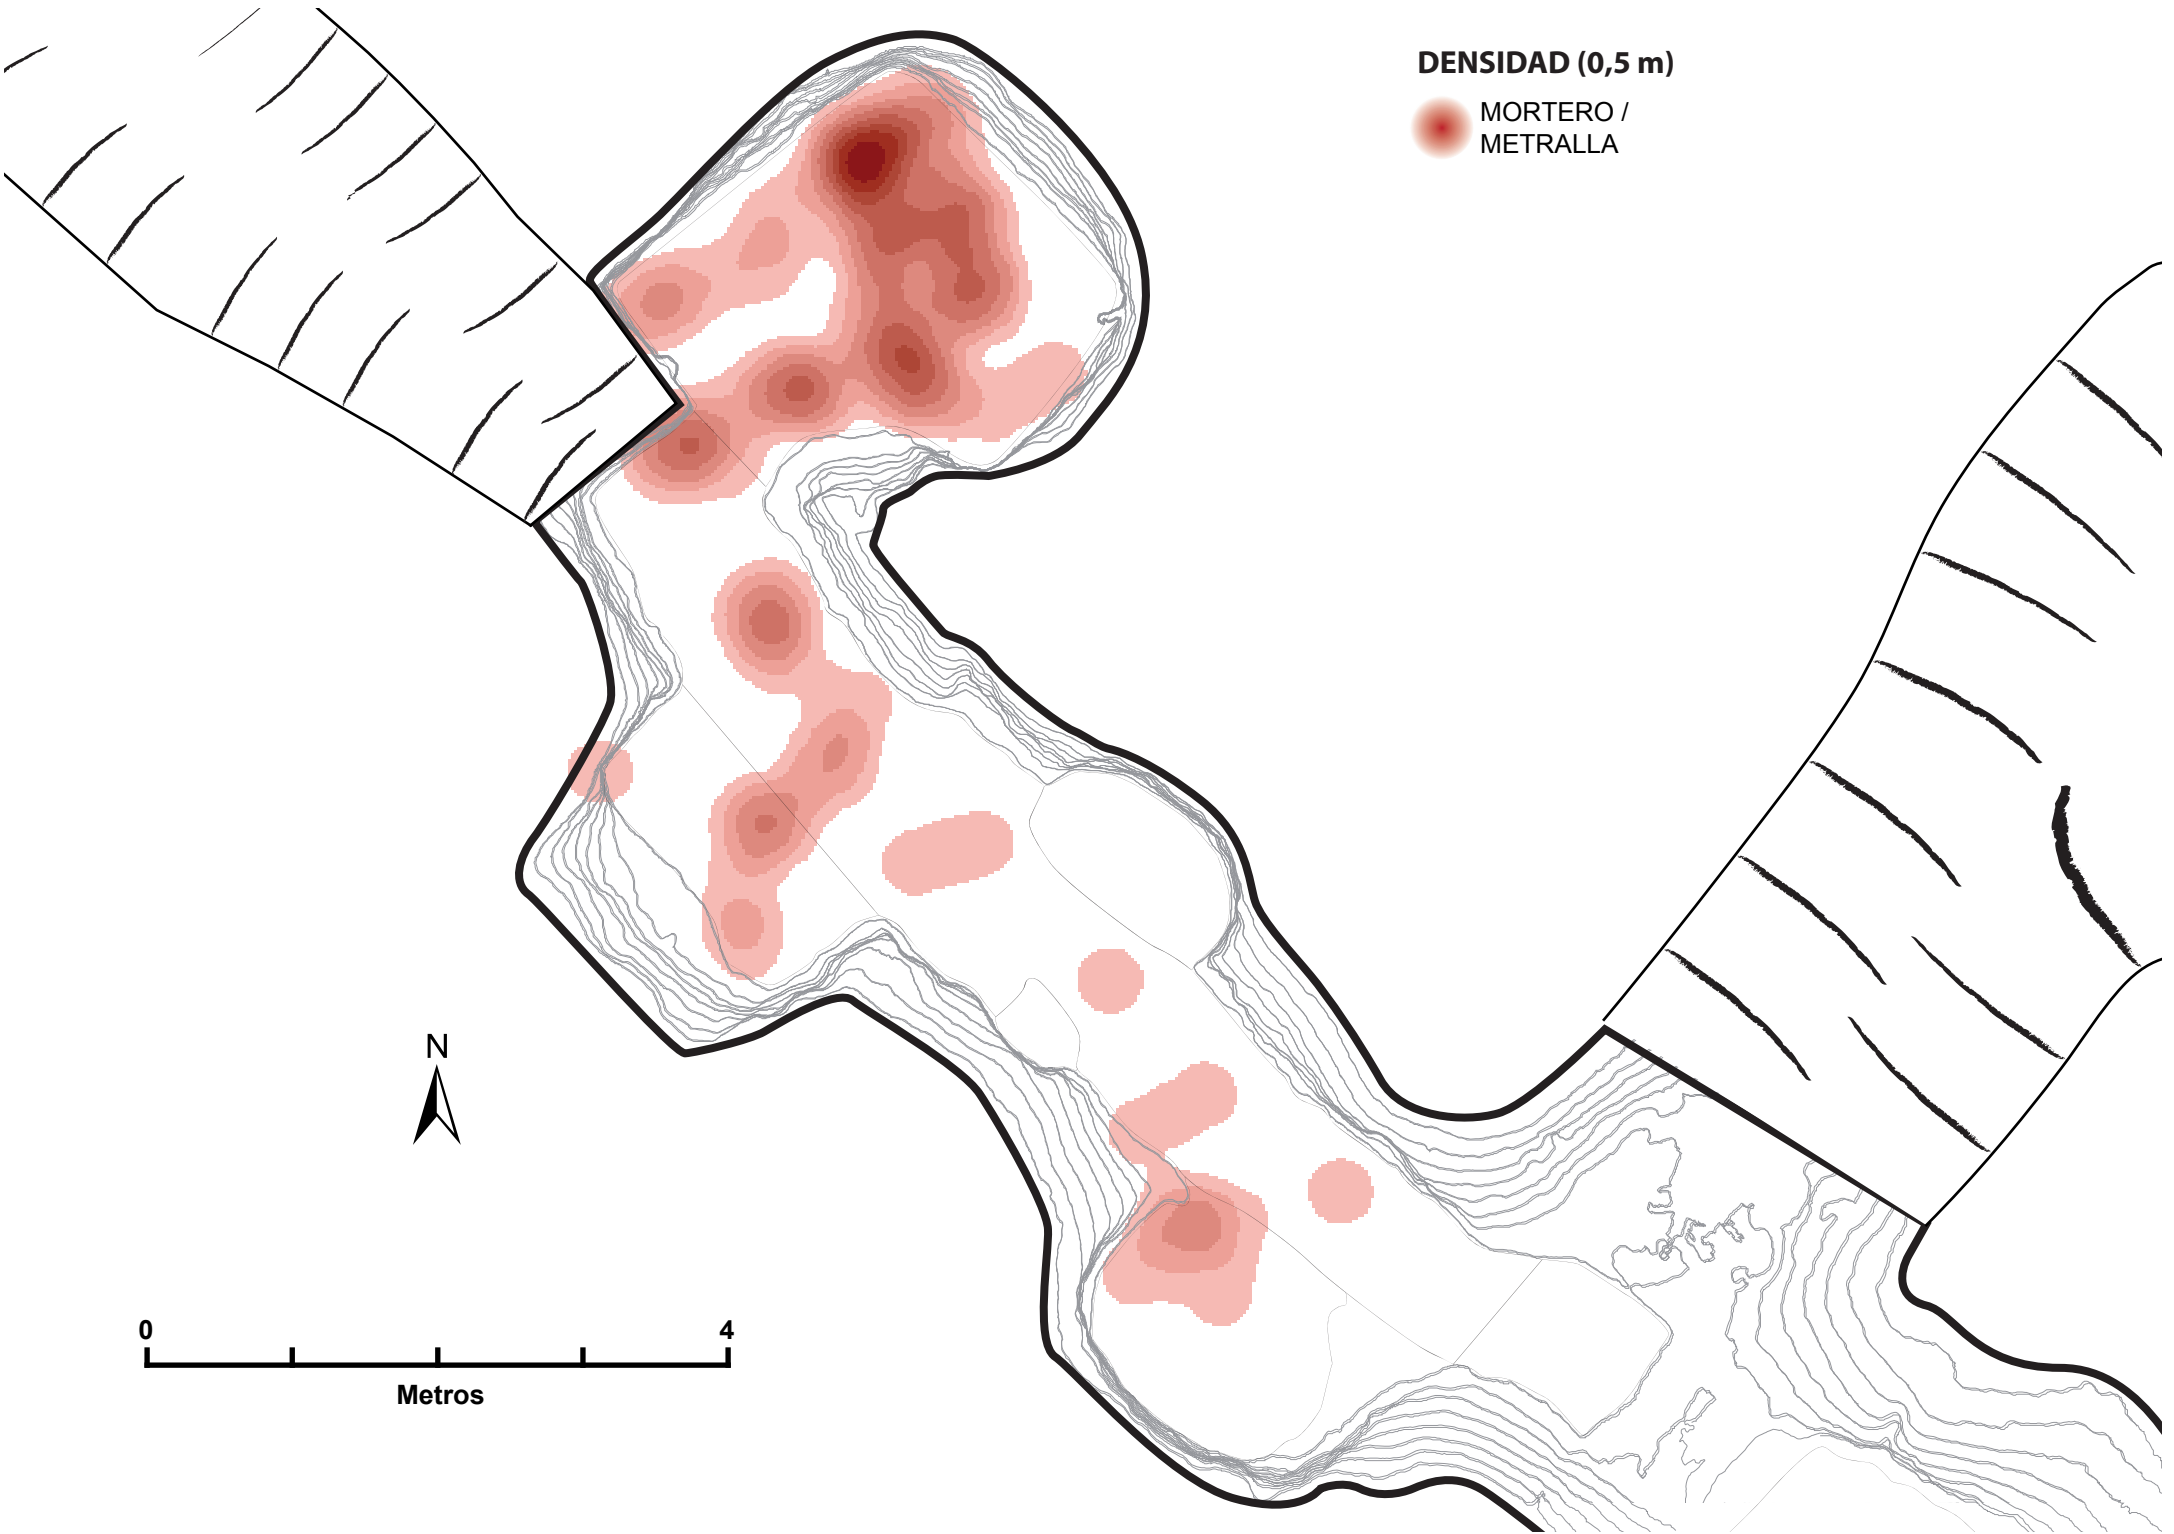 DENSIDAD (0,5 m)
MORTERO /
METRALLA
N
0 4
Metros